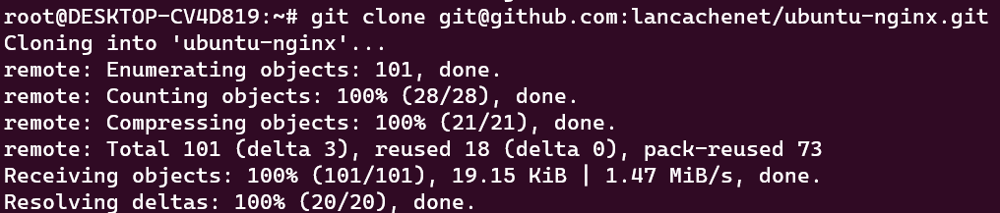 root@DESKTOP-CV4D819:~# git clone git@github.com:lancachenet/ubuntu-nginx.git
Cloning into 'ubuntu-nginx'...
remote: Enumerating objects: 101, done.
remote: Counting objects: 100% (28/28), done.
remote: Compressing objects: 100% (21/21), done.
remote: Total 101 (delta 3), reused 18 (delta 0), pack-reused 73
Receiving objects: 100% (101/101), 19.15 KiB | 1.47 MiB/s, done.
Resolving deltas: 100% (20/20), done.